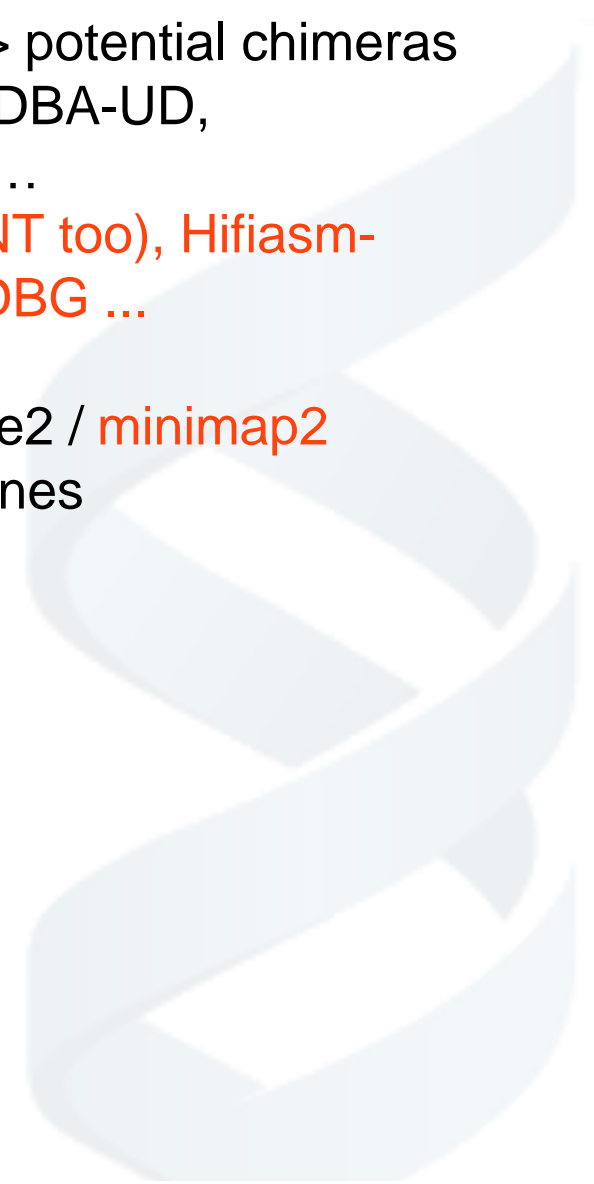 > potential chimeras
DBA-UD,
…
NT too), Hifiasm-
DBG ...
e2 / minimap2
nes